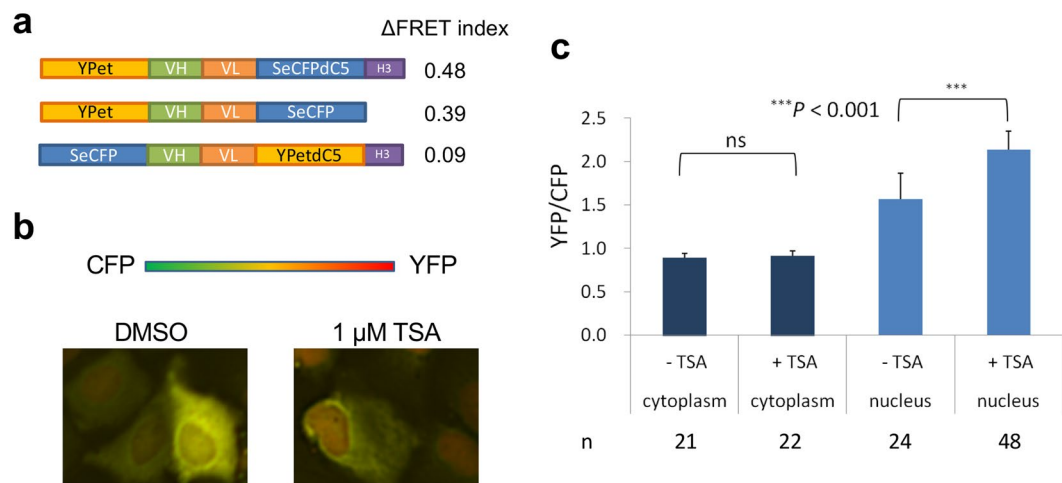 a
ΔFRET index
YPet VH VL SeCFPdC5 H3 0.48
YPet VH VL SeCFP 0.39
SeCFP VH VL YPetdC5 H3 0.09
b
CFP YFP
DMSO 1 μM TSA
c
***P < 0.001
***
ns
YFP/CFP
2.5
2.0
1.5
1.0
0.5
0.0
- TSA + TSA - TSA + TSA
cytoplasm cytoplasm nucleus nucleus
n 21 22 24 48